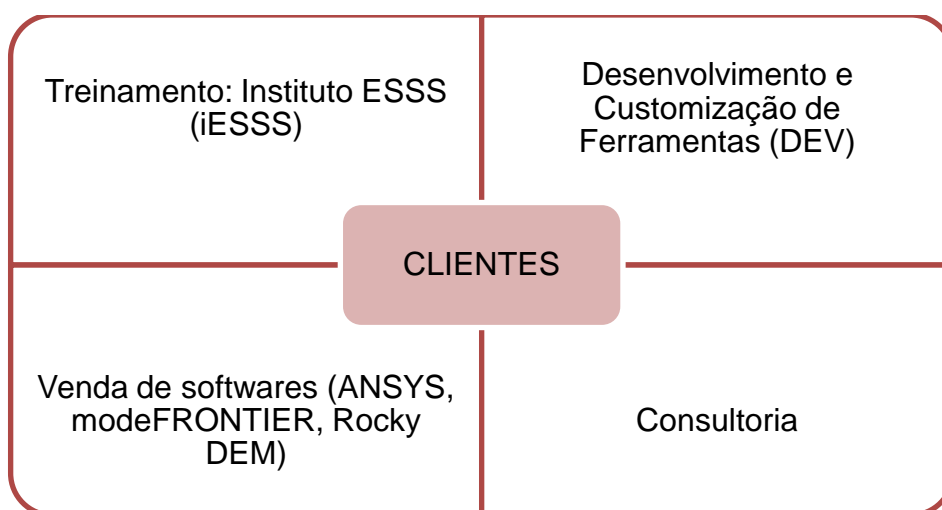 Treinamento: Instituto ESSS
(iESSS)
Desenvolvimento e
Customização de
Ferramentas (DEV)
CLIENTES
Venda de softwares (ANSYS,
modeFRONTIER, Rocky
DEM)
Consultoria